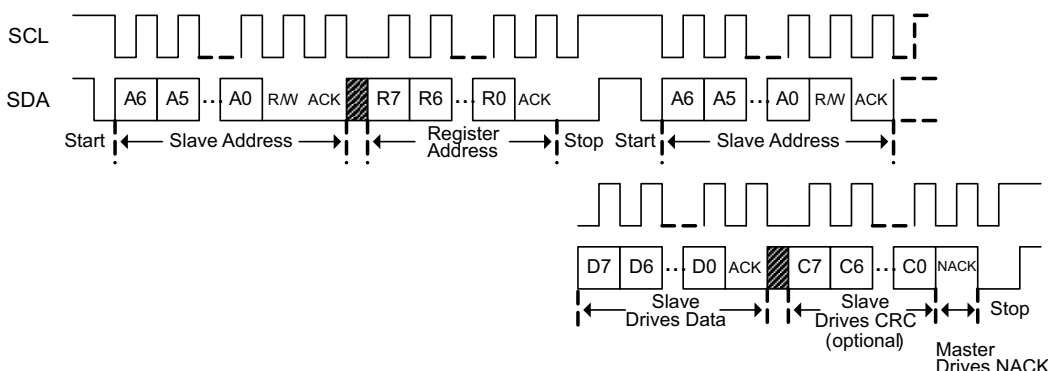 SCL
SDA
A6 A5 ... A0 R/W ACK R7 R6 ... R0 ACK A6 A5 ... A0 R/W ACK
Start Slave Address Register Address Stop Start Slave Address
D7 D6 ... D0 ACK C7 C6 ... C0 NACK
Slave Drives Data Slave Drives CRC (optional) Stop
Master Drives NACK